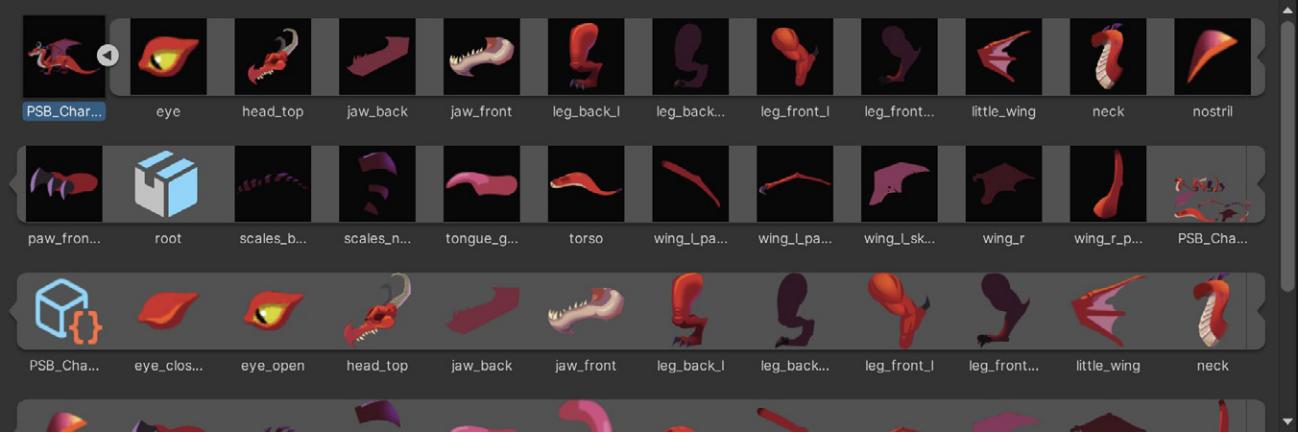 PSB_Char... eye head_top jaw_back jaw_front leg_back_l leg_back... leg_front_l leg_front... little_wing neck nostril
paw_fron... root scales_b... scales_n... tongue_g... torso wing_l_pa... wing_l_pa... wing_l_sk... wing_r wing_r_p... PSB_Cha...
PSB_Cha... eye_clos... eye_open head_top jaw_back jaw_front leg_back_l leg_back... leg_front_l leg_front... little_wing neck